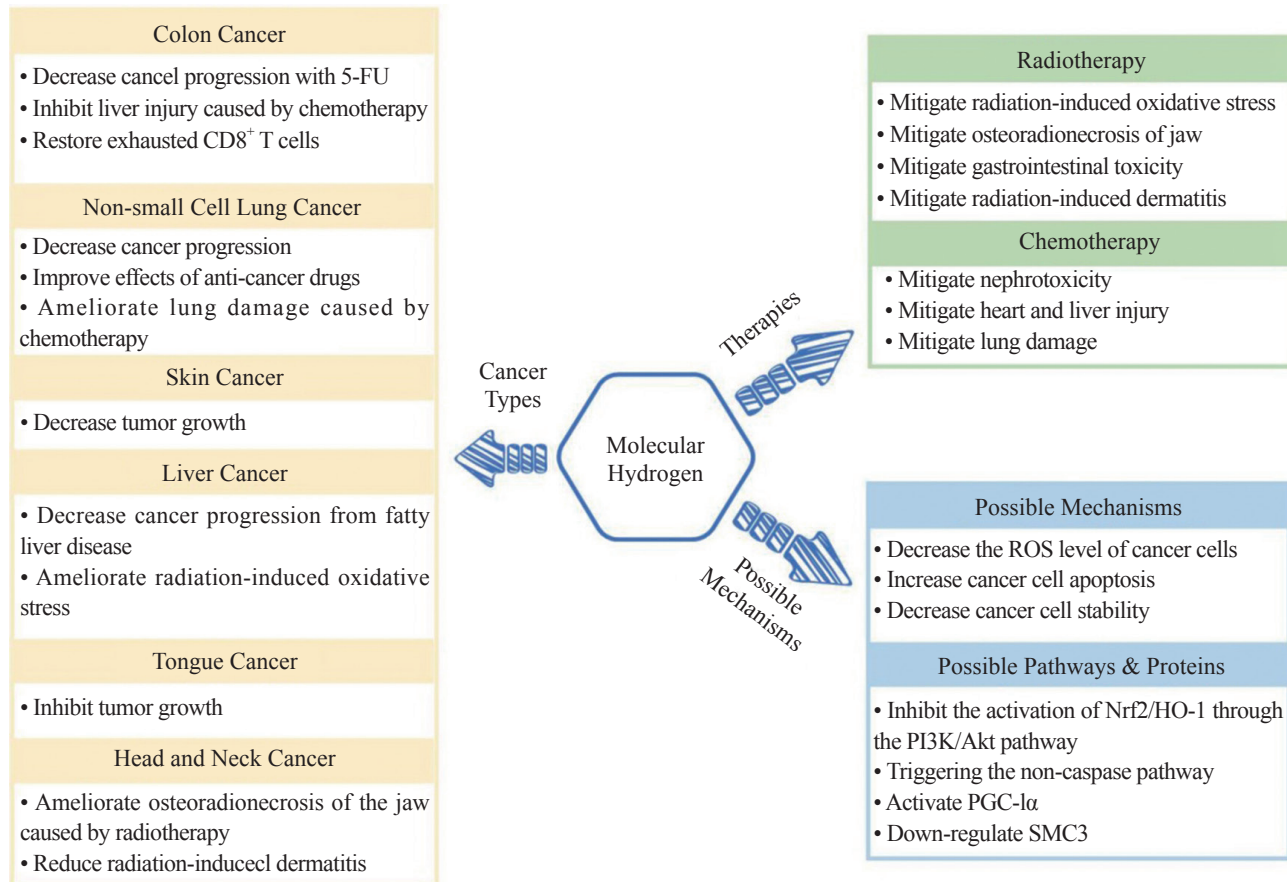 Colon Cancer
• Decrease cancel progression with 5-FU
• Inhibit liver injury caused by chemotherapy
• Restore exhausted CD8⁺ T cells
Non-small Cell Lung Cancer
• Decrease cancer progression
• Improve effects of anti-cancer drugs
• Ameliorate lung damage caused by
chemotherapy
Skin Cancer
• Decrease tumor growth
Liver Cancer
• Decrease cancer progression from fatty
liver disease
• Ameliorate radiation-induced oxidative
stress
Tongue Cancer
• Inhibit tumor growth
Head and Neck Cancer
• Ameliorate osteoradionecrosis of the jaw
caused by radiotherapy
• Reduce radiation-inducecl dermatitis
Cancer
Types
Molecular
Hydrogen
Therapies
Possible
Mechanisms
Radiotherapy
• Mitigate radiation-induced oxidative stress
• Mitigate osteoradionecrosis of jaw
• Mitigate gastrointestinal toxicity
• Mitigate radiation-induced dermatitis
Chemotherapy
• Mitigate nephrotoxicity
• Mitigate heart and liver injury
• Mitigate lung damage
Possible Mechanisms
• Decrease the ROS level of cancer cells
• Increase cancer cell apoptosis
• Decrease cancer cell stability
Possible Pathways & Proteins
• Inhibit the activation of Nrf2/HO-1 through
the PI3K/Akt pathway
• Triggering the non-caspase pathway
• Activate PGC-lα
• Down-regulate SMC3